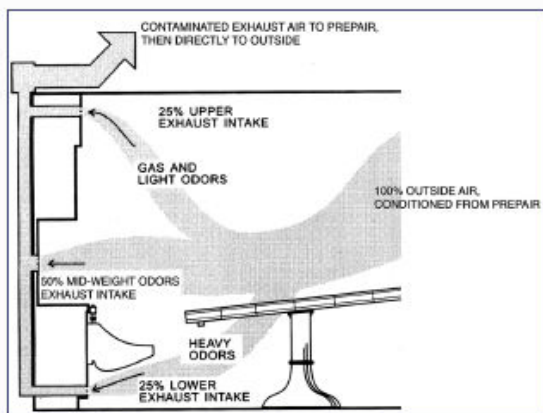 CONTAMINATED EXHAUST AIR TO PREPAIR,
THEN DIRECTLY TO OUTSIDE
25% UPPER
EXHAUST INTAKE
GAS AND
LIGHT ODORS
100% OUTSIDE AIR,
CONDITIONED FROM PREPAIR
50% MID-WEIGHT ODORS
EXHAUST INTAKE
HEAVY
ODORS
25% LOWER
EXHAUST INTAKE